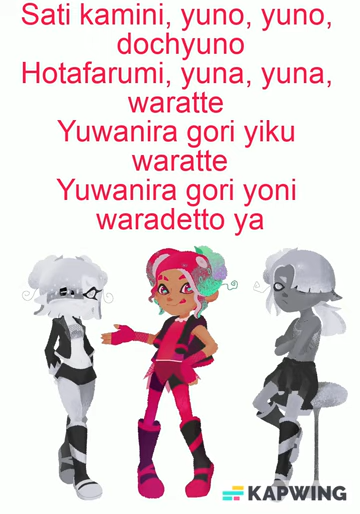 Sati kamini, yuno, yuno,
dochyuno
Hotafarumi, yuna, yuna,
waratte
Yuwanira gori yiku
waratte
Yuwanira gori yoni
waradetto ya
KAPWING